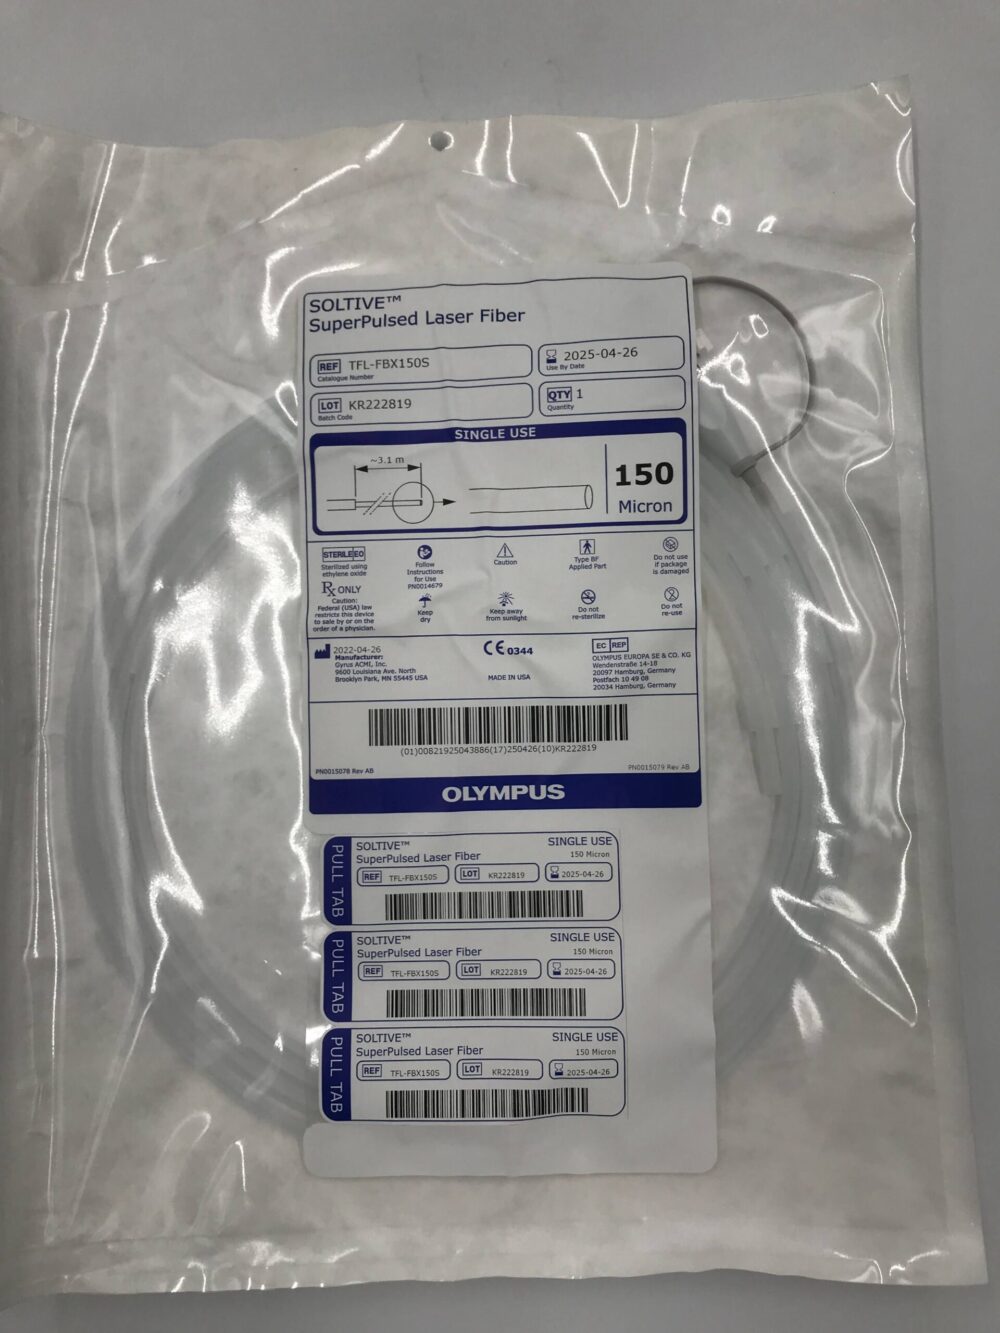 SOLTIVE™
SuperPulsed Laser Fiber
REF TFL-FBX150S
Catalogue Number
2025-04-26
Use By Date
LOT KR222819
Batch Code
QTY 1
Quantity
SINGLE USE
~3.1 m
150
Micron
STERILE EO
Sterilized using
ethylene oxide
Follow
Instructions
for Use
PN0014679
Caution
Type BF
Applied Part
Do not use
if package
is damaged
Rx ONLY
Caution:
Federal (USA) law
restricts this device
to sale by or on the
order of a physician.
Keep
dry
Keep away
from sunlight
Do not
re-sterilize
Do not
re-use
2022-04-26
Manufacturer:
Gyrus ACMI, Inc.
9600 Louisiana Ave. North
Brooklyn Park, MN 55445 USA
CE 0344
MADE IN USA
EC REP
OLYMPUS EUROPA SE & CO. KG
Wendenstraße 14-18
20097 Hamburg, Germany
Postfach 10 49 08
20034 Hamburg, Germany
(01)00821925043886(17)250426(10)KR222819
PN0015078 Rev AB
PN0015079 Rev AB
OLYMPUS
PULL TAB
SOLTIVE™
SuperPulsed Laser Fiber
SINGLE USE
150 Micron
REF TFL-FBX150S
LOT KR222819
2025-04-26
PULL TAB
SOLTIVE™
SuperPulsed Laser Fiber
SINGLE USE
150 Micron
REF TFL-FBX150S
LOT KR222819
2025-04-26
PULL TAB
SOLTIVE™
SuperPulsed Laser Fiber
SINGLE USE
150 Micron
REF TFL-FBX150S
LOT KR222819
2025-04-26